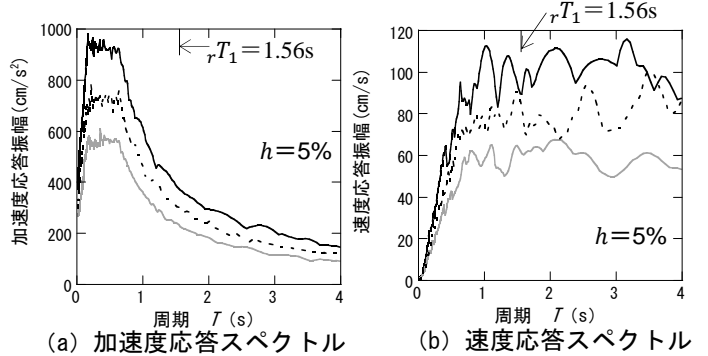 1000
800
600
400
200
0
加速度応答振幅(cm/s²)
rT1=1.56s
h=5%
0 1 2 3 4
周期 T(s)
(a) 加速度応答スペクトル
rT1=1.56s
120
100
80
60
40
20
0
速度応答振幅(cm/s)
h=5%
0 1 2 3 4
周期 T(s)
(b) 速度応答スペクトル